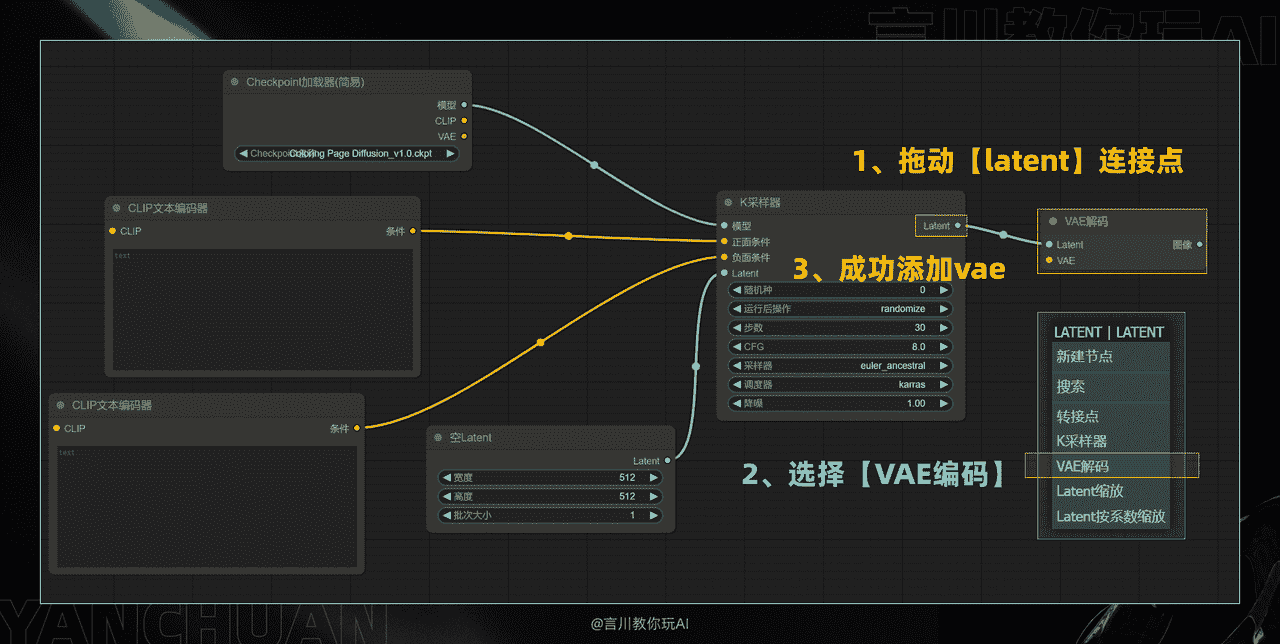 言川教你玩AI
Checkpoint加载器(简易)
模型
CLIP
VAE
Coloring Page Diffusion_v1.0.ckpt
1、拖动【latent】连接点
CLIP文本编码器
CLIP
条件
text
K采样器
模型
正面条件
负面条件
Latent
Latent
VAE解码
Latent
图像
VAE
3、成功添加vae
随机种 0
运行后操作 randomize
步数 30
CFG 8.0
采样器 euler_ancestral
调度器 karras
降噪 1.00
LATENT | LATENT
新建节点
搜索
转接点
K采样器
VAE解码
Latent缩放
Latent按系数缩放
2、选择【VAE编码】
CLIP文本编码器
CLIP
条件
text
空Latent
Latent
宽度 512
高度 512
批次大小 1
YANCHUAN
@言川教你玩AI